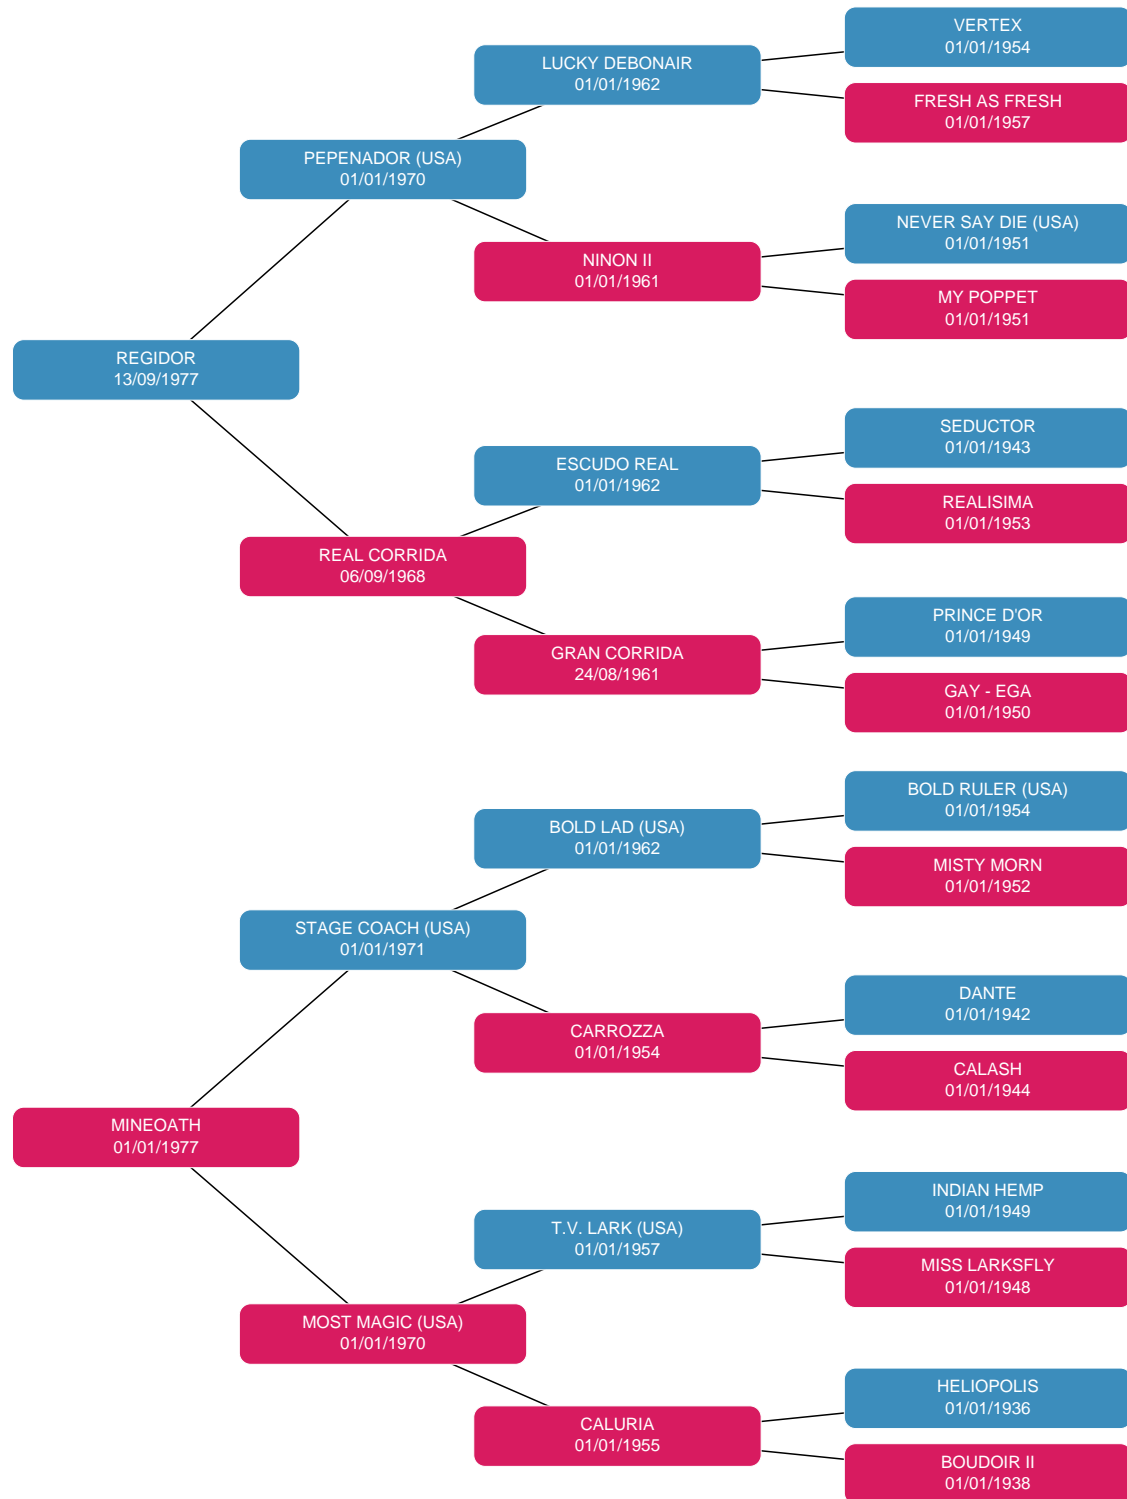 VERTEX
01/01/1954
LUCKY DEBONAIR
01/01/1962
FRESH AS FRESH
01/01/1957
PEPENADOR (USA)
01/01/1970
NEVER SAY DIE (USA)
01/01/1951
NINON II
01/01/1961
MY POPPET
01/01/1951
REGIDOR
13/09/1977
SEDUCTOR
01/01/1943
ESCUDO REAL
01/01/1962
REALISIMA
01/01/1953
REAL CORRIDA
06/09/1968
PRINCE D'OR
01/01/1949
GRAN CORRIDA
24/08/1961
GAY - EGA
01/01/1950
BOLD RULER (USA)
01/01/1954
BOLD LAD (USA)
01/01/1962
MISTY MORN
01/01/1952
STAGE COACH (USA)
01/01/1971
DANTE
01/01/1942
CARROZZA
01/01/1954
CALASH
01/01/1944
MINEOATH
01/01/1977
INDIAN HEMP
01/01/1949
T.V. LARK (USA)
01/01/1957
MISS LARKSFLY
01/01/1948
MOST MAGIC (USA)
01/01/1970
HELIOPOLIS
01/01/1936
CALURIA
01/01/1955
BOUDOIR II
01/01/1938